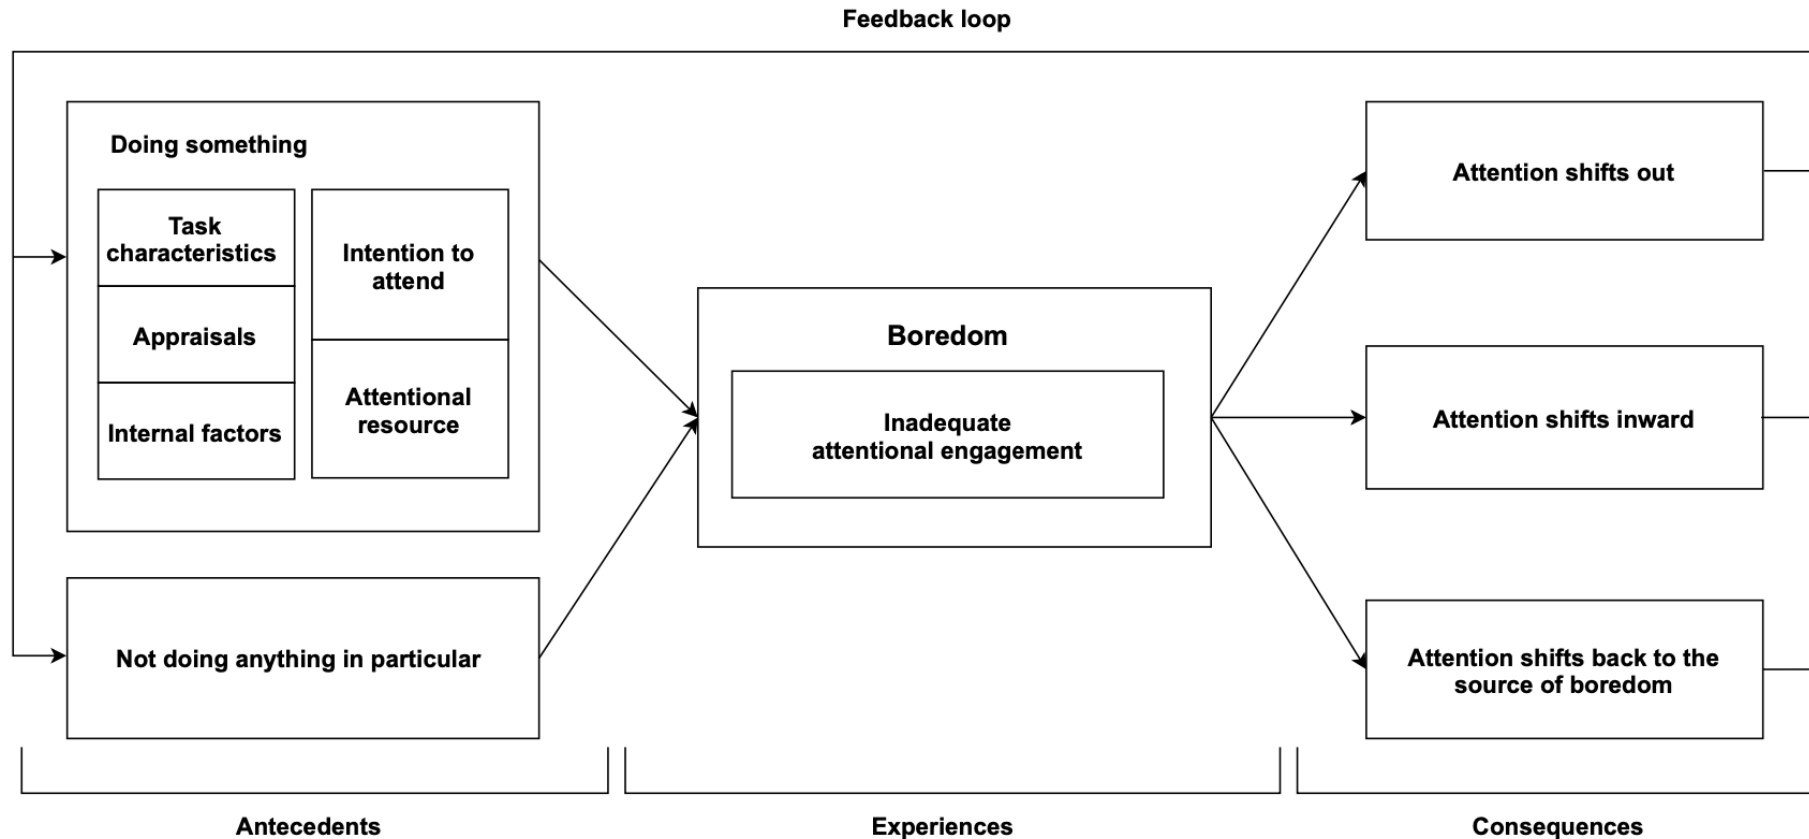 Feedback loop
Doing something
Task
characteristics
Appraisals
Internal factors
Intention to
attend
Attentional
resource
Not doing anything in particular
Boredom
Inadequate
attentional engagement
Attention shifts out
Attention shifts inward
Attention shifts back to the
source of boredom
Antecedents
Experiences
Consequences